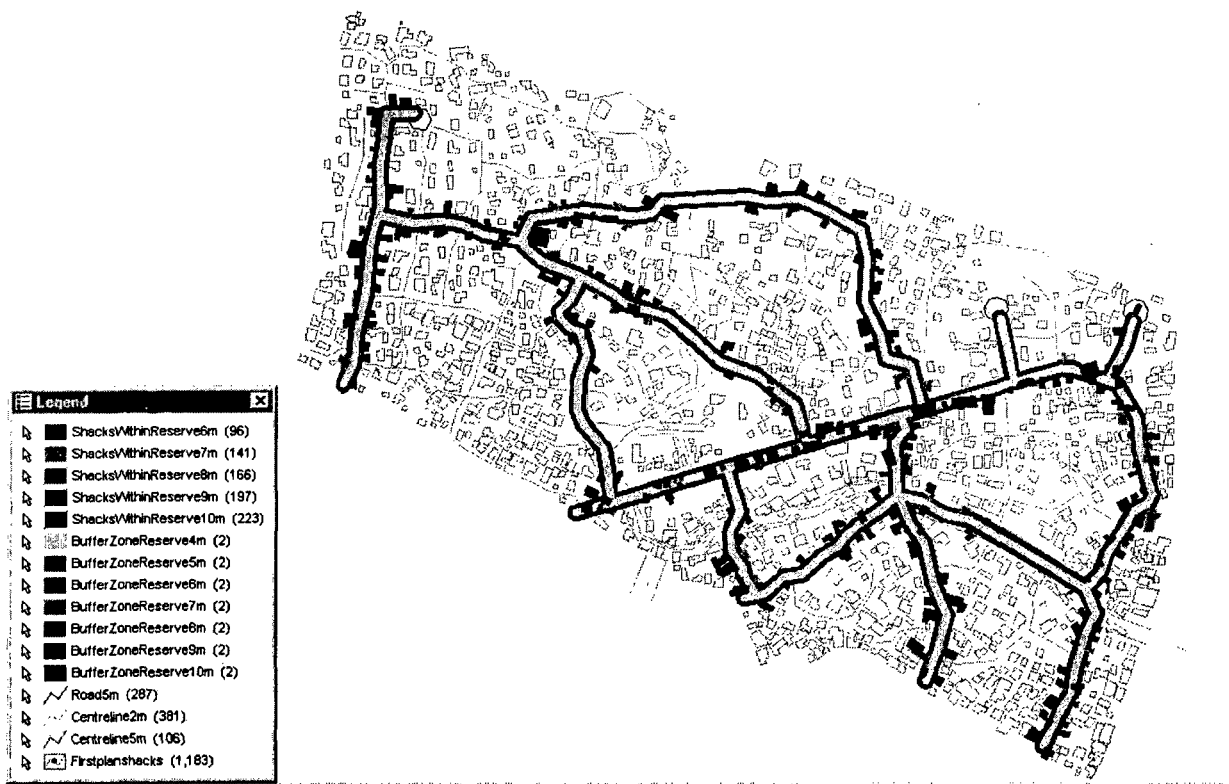 Legend
ShacksWithinReserve6m (96)
ShacksWithinReserve7m (141)
ShacksWithinReserve8m (166)
ShacksWithinReserve9m (197)
ShacksWithinReserve10m (223)
BufferZoneReserve4m (2)
BufferZoneReserve5m (2)
BufferZoneReserve6m (2)
BufferZoneReserve7m (2)
BufferZoneReserve8m (2)
BufferZoneReserve9m (2)
BufferZoneReserve10m (2)
Road5m (287)
Centreline2m (381)
Centreline5m (106)
Firstplanshacks (1,183)